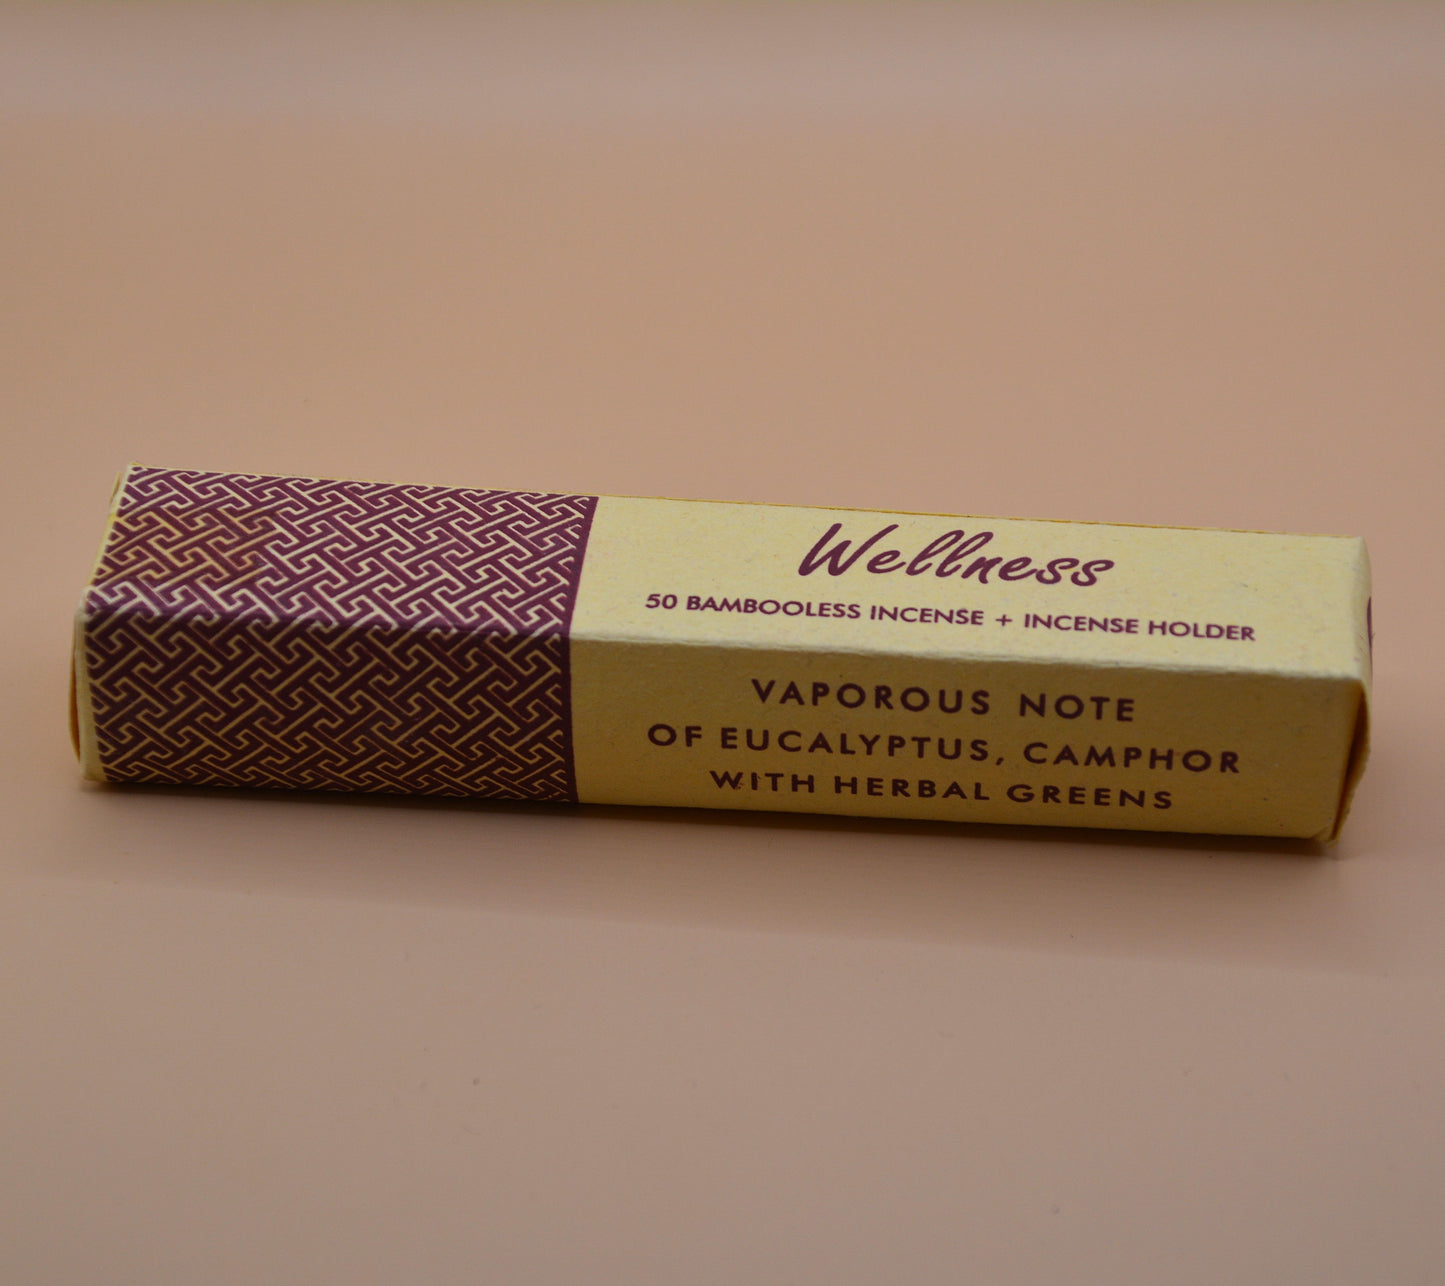 Wellness
50 BAMBOOLESS INCENSE + INCENSE HOLDER
VAPOROUS NOTE
OF EUCALYPTUS, CAMPHOR
WITH HERBAL GREENS